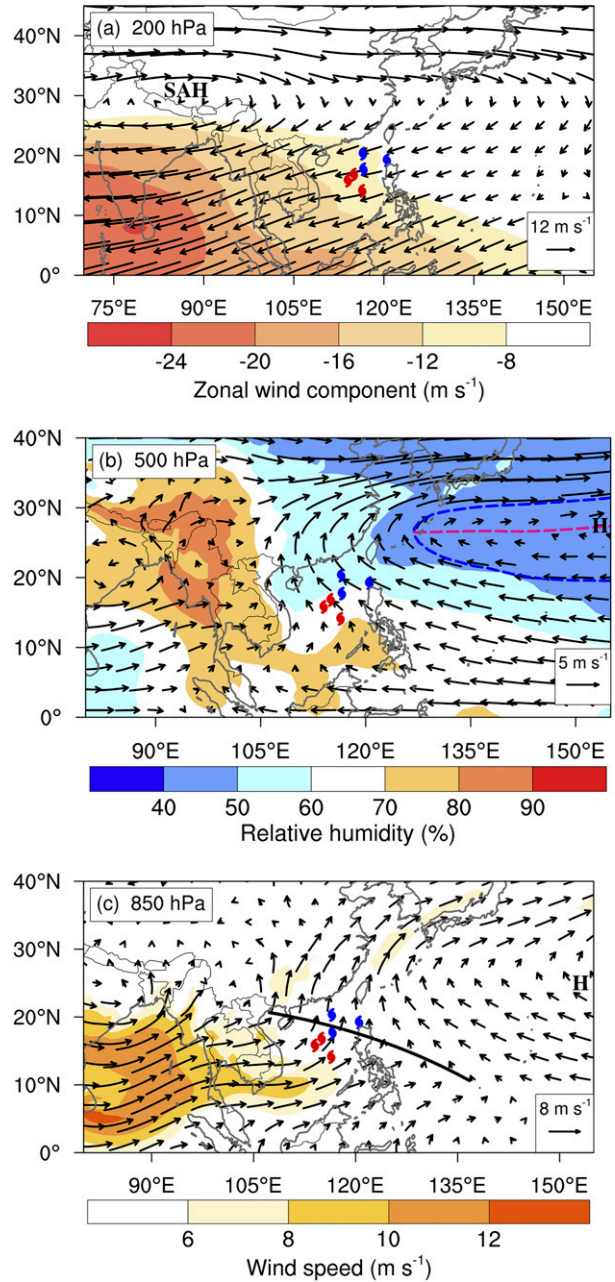 (a) 200 hPa
40°N
30°N
20°N
10°N
0°
SAH
12 m s⁻¹
75°E 90°E 105°E 120°E 135°E 150°E
-24 -20 -16 -12 -8
Zonal wind component (m s⁻¹)
(b) 500 hPa
40°N
30°N
20°N
10°N
0°
H
5 m s⁻¹
90°E 105°E 120°E 135°E 150°E
40 50 60 70 80 90
Relative humidity (%)
(c) 850 hPa
40°N
30°N
20°N
10°N
0°
H
8 m s⁻¹
90°E 105°E 120°E 135°E 150°E
6 8 10 12
Wind speed (m s⁻¹)